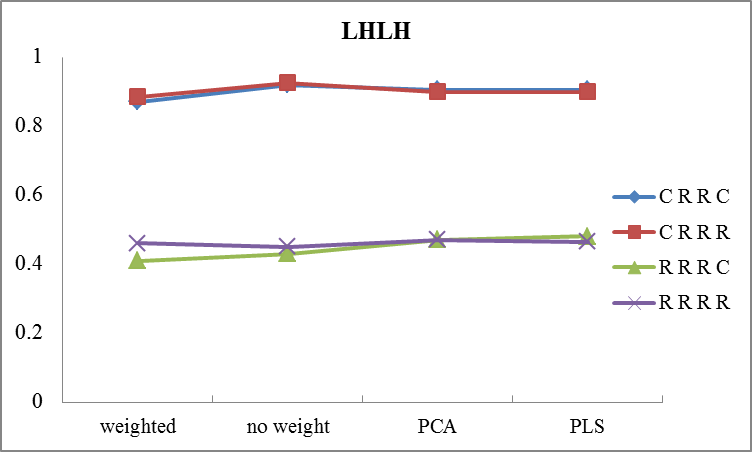 LHLH
1
0.8
0.6
0.4
0.2
0
weighted no weight PCA PLS
C R R C
C R R R
R R R C
R R R R